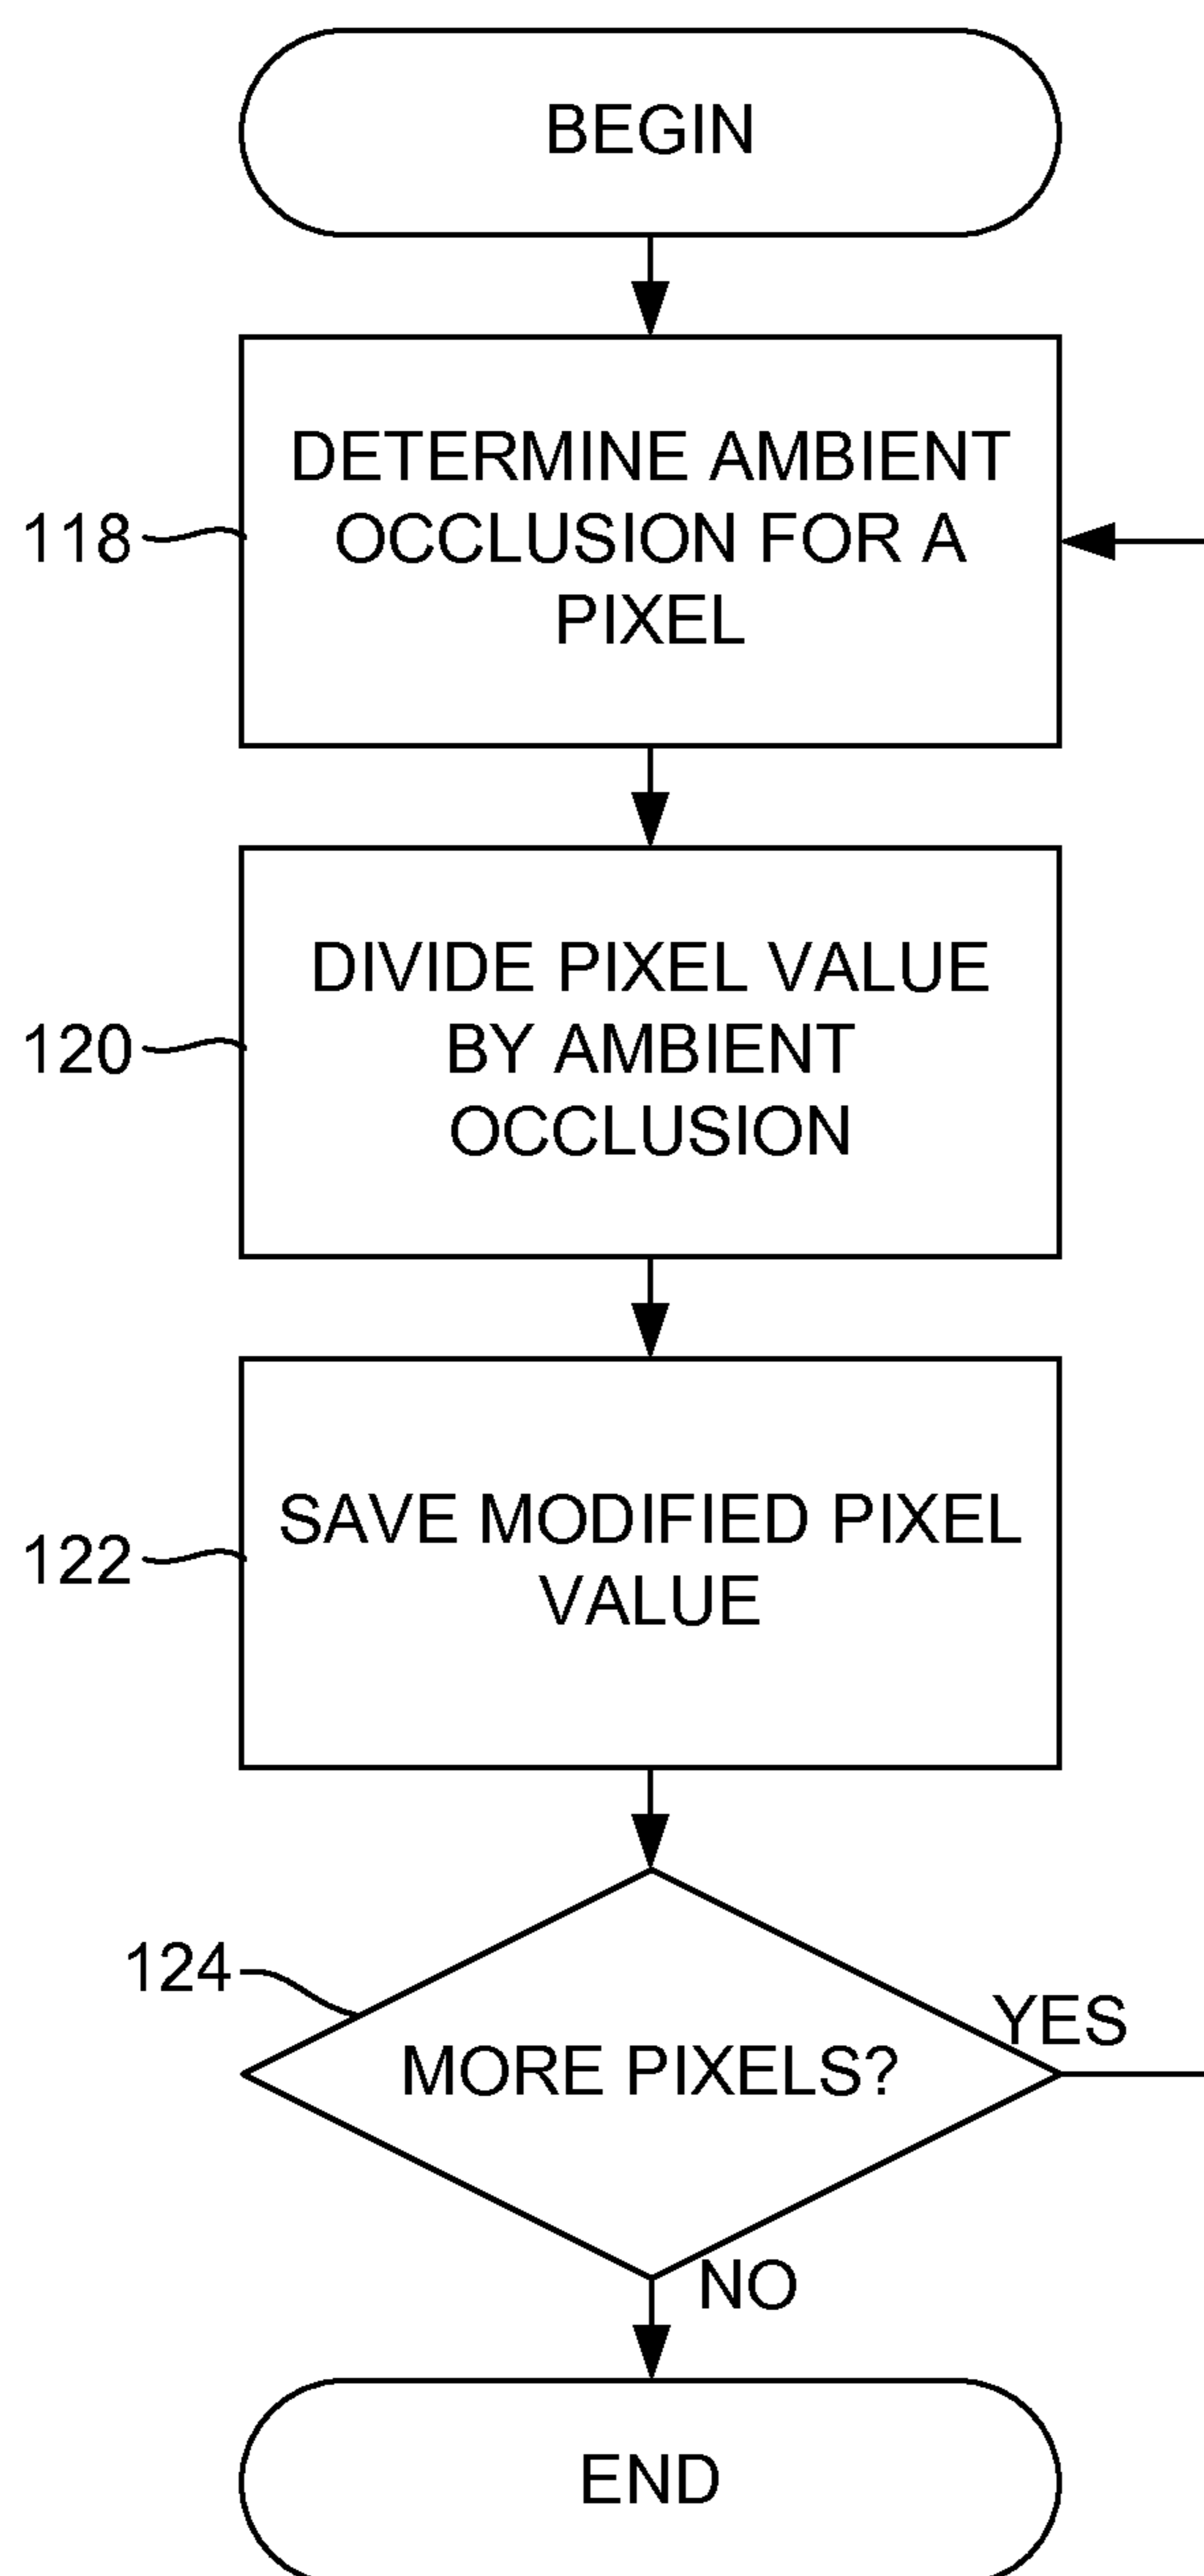 BEGIN
118
DETERMINE AMBIENT
OCCLUSION FOR A
PIXEL
120
DIVIDE PIXEL VALUE
BY AMBIENT
OCCLUSION
122
SAVE MODIFIED PIXEL
VALUE
124
MORE PIXELS?
YES
NO
END